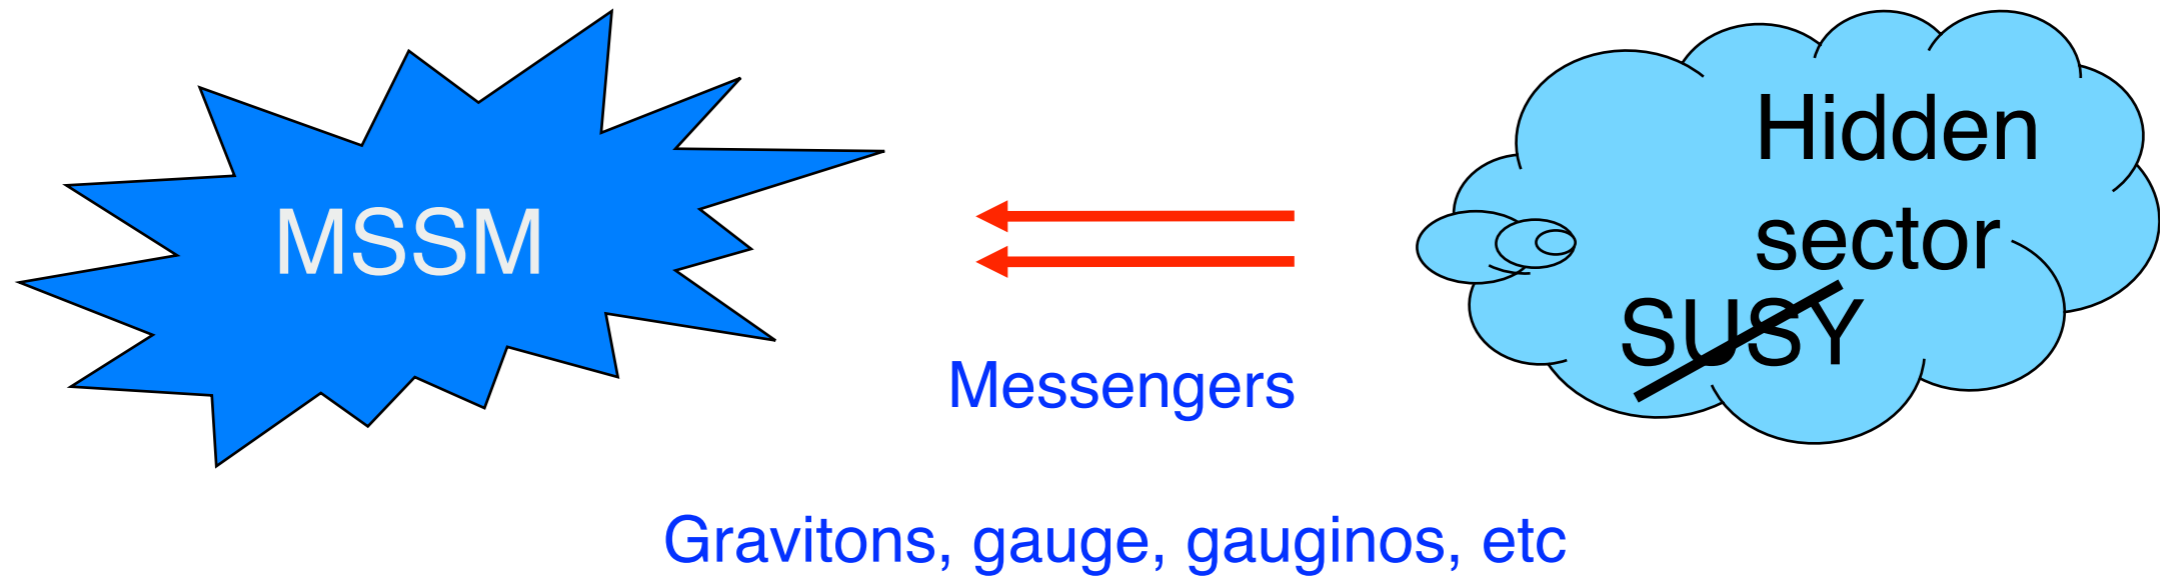 MSSM
Hidden
sector
SUSY
Messengers
Gravitons, gauge, gauginos, etc